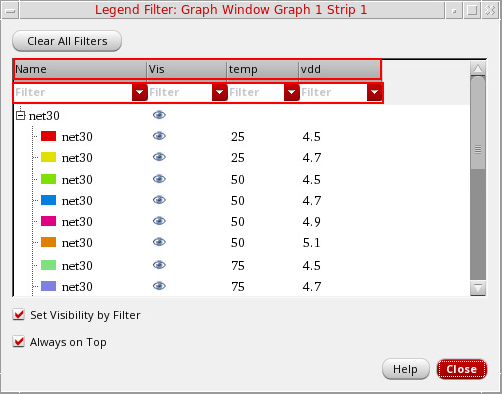 Legend Filter: Graph Window Graph 1 Strip 1
Clear All Filters
Name Vis temp vdd
Filter Filter Filter Filter
net30
net30 25 4.5
net30 25 4.7
net30 50 4.5
net30 50 4.7
net30 50 4.9
net30 50 5.1
net30 75 4.5
net30 75 4.7
Set Visibility by Filter
Always on Top
Help Close